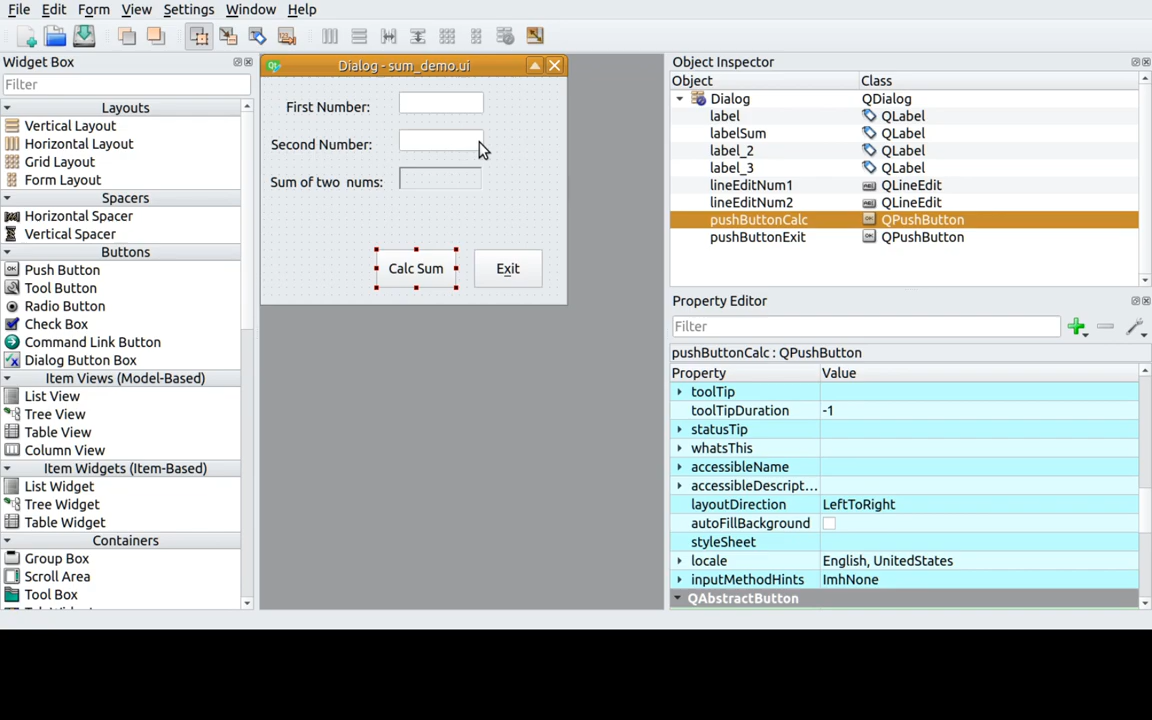 File Edit Form View Settings Window Help
Widget Box
Filter
Layouts
Vertical Layout
Horizontal Layout
Grid Layout
Form Layout
Spacers
Horizontal Spacer
Vertical Spacer
Buttons
Push Button
Tool Button
Radio Button
Check Box
Command Link Button
Dialog Button Box
Item Views (Model-Based)
List View
Tree View
Table View
Column View
Item Widgets (Item-Based)
List Widget
Tree Widget
Table Widget
Containers
Group Box
Scroll Area
Tool Box
Dialog - sum_demo.ui
First Number:
Second Number:
Sum of two nums:
Calc Sum
Exit
Object Inspector
Object Class
Dialog QDialog
label QLabel
labelSum QLabel
label_2 QLabel
label_3 QLabel
lineEditNum1 QLineEdit
lineEditNum2 QLineEdit
pushButtonCalc QPushButton
pushButtonExit QPushButton
Property Editor
Filter
pushButtonCalc : QPushButton
Property Value
toolTip
toolTipDuration -1
statusTip
whatsThis
accessibleName
accessibleDescript...
layoutDirection LeftToRight
autoFillBackground
styleSheet
locale English, UnitedStates
inputMethodHints ImhNone
QAbstractButton